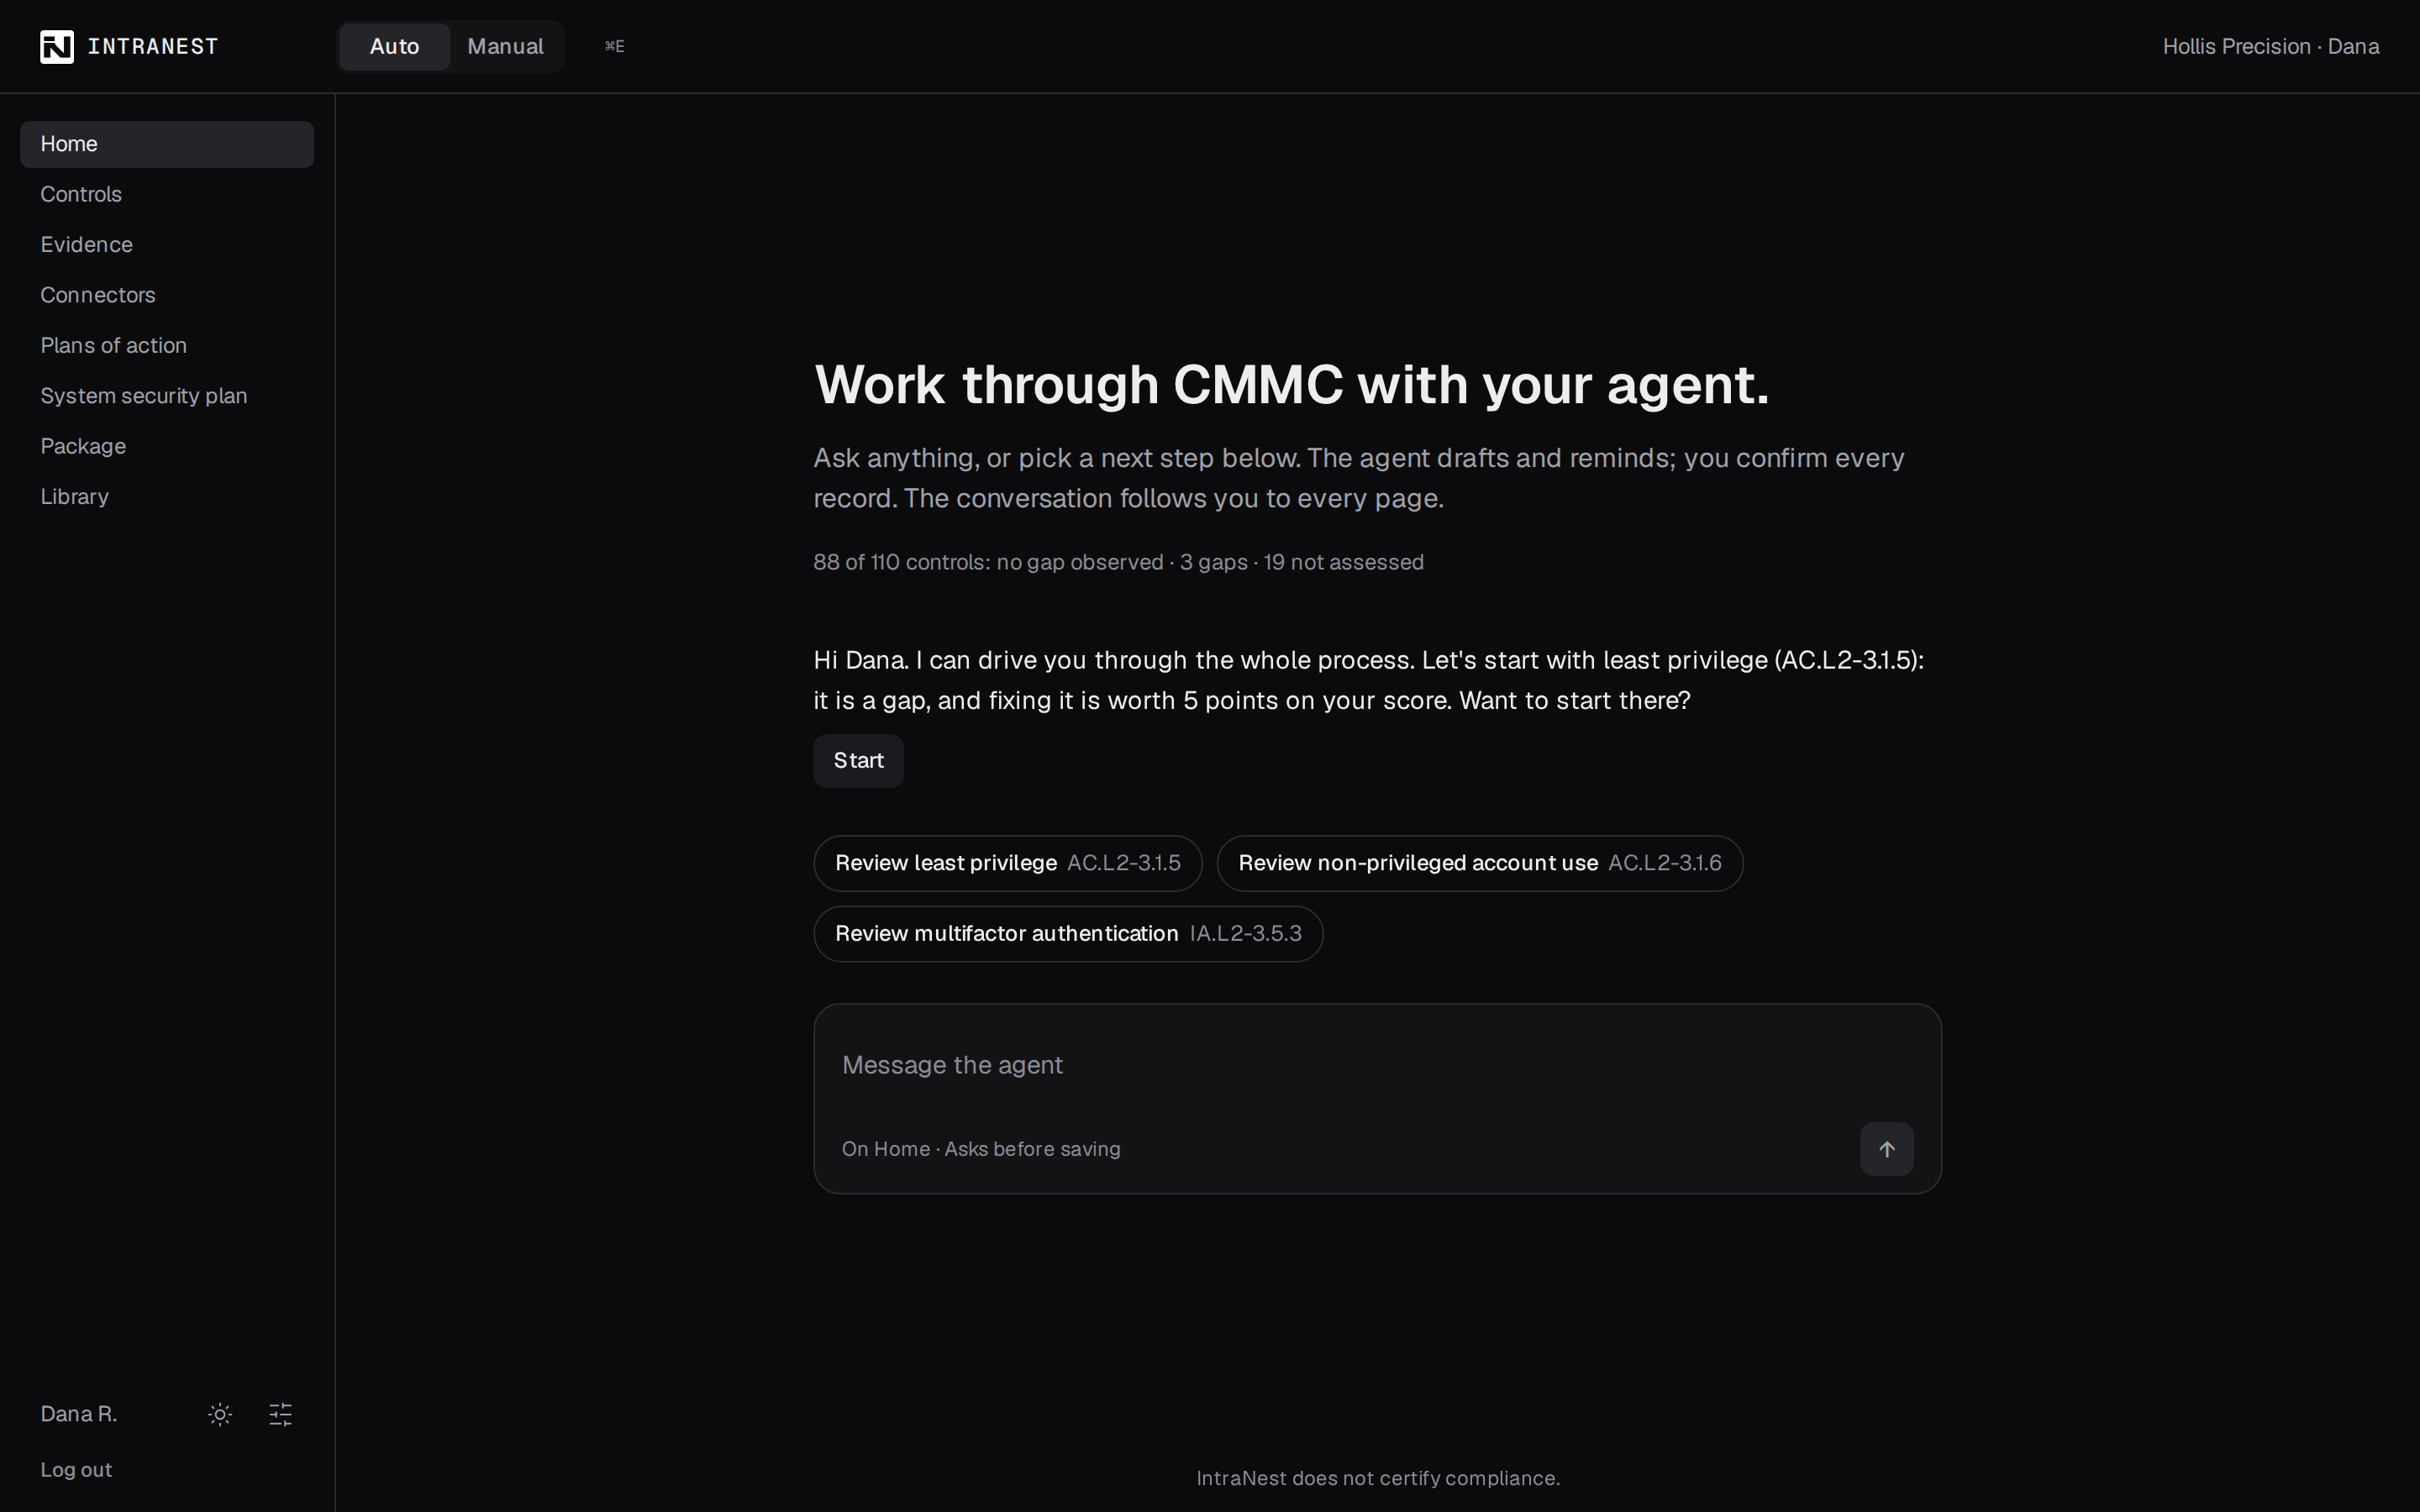 INTRANEST
Auto
Manual
⌘E
Hollis Precision · Dana
Home
Controls
Evidence
Connectors
Plans of action
System security plan
Package
Library
Work through CMMC with your agent.
Ask anything, or pick a next step below. The agent drafts and reminds; you confirm every
record. The conversation follows you to every page.
88 of 110 controls: no gap observed · 3 gaps · 19 not assessed
Hi Dana. I can drive you through the whole process. Let's start with least privilege (AC.L2-3.1.5):
it is a gap, and fixing it is worth 5 points on your score. Want to start there?
Start
Review least privilege AC.L2-3.1.5
Review non-privileged account use AC.L2-3.1.6
Review multifactor authentication IA.L2-3.5.3
Message the agent
On Home · Asks before saving
Dana R.
Log out
IntraNest does not certify compliance.